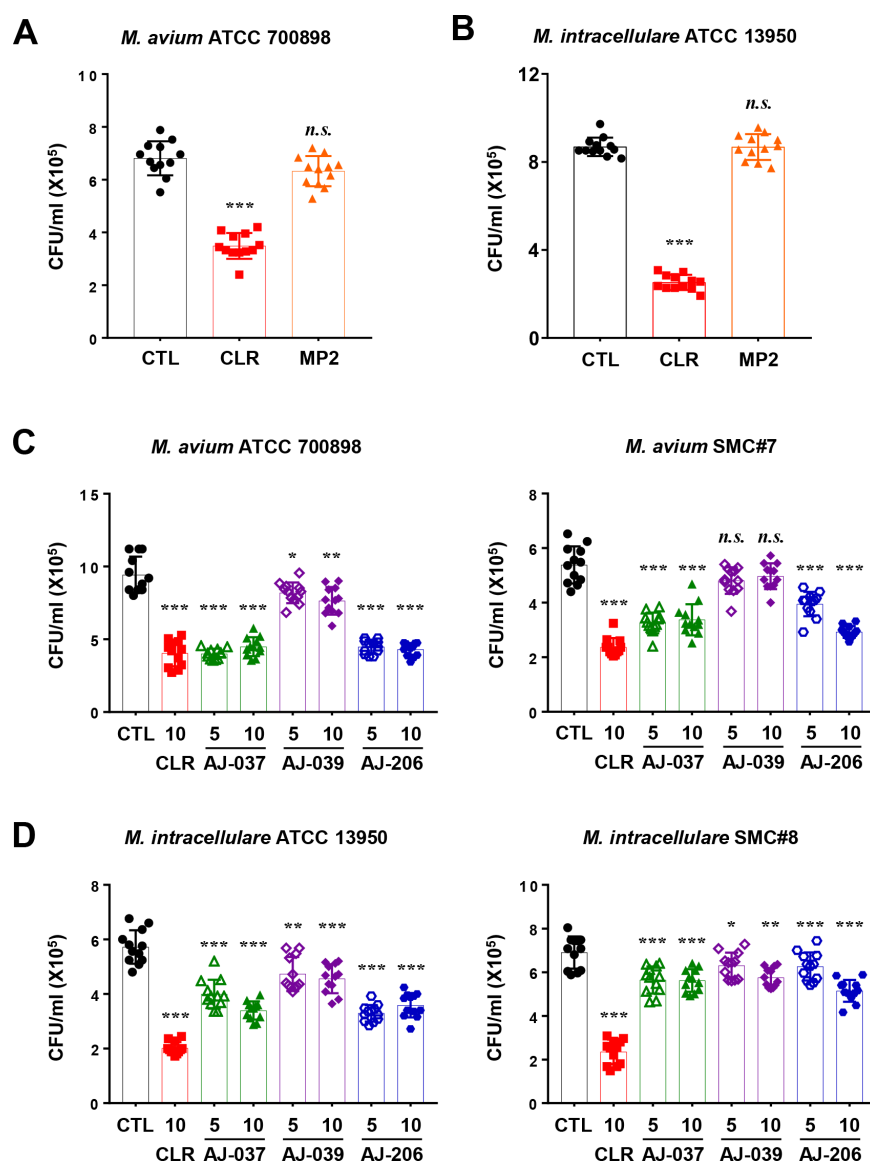 A
M. avium ATCC 700898
CFU/ml (X10⁵)
10
8
6
4
2
0
***
n.s.
CTL CLR MP2
B
M. intracellulare ATCC 13950
CFU/ml (X10⁵)
12
8
4
2
0
***
n.s.
CTL CLR MP2
C
M. avium ATCC 700898
CFU/ml (X10⁵)
15
10
5
0
*** *** *** * ** *** ***
CTL 10 5 10 5 10 5 10
CLR AJ-037 AJ-039 AJ-206
M. avium SMC#7
CFU/ml (X10⁵)
8
6
4
2
0
*** *** *** n.s. n.s. *** ***
CTL 10 5 10 5 10 5 10
CLR AJ-037 AJ-039 AJ-206
D
M. intracellulare ATCC 13950
CFU/ml (X10⁵)
8
6
4
2
0
*** *** *** ** *** *** ***
CTL 10 5 10 5 10 5 10
CLR AJ-037 AJ-039 AJ-206
M. intracellulare SMC#8
CFU/ml (X10⁵)
10
8
6
4
2
0
*** *** *** * ** *** ***
CTL 10 5 10 5 10 5 10
CLR AJ-037 AJ-039 AJ-206